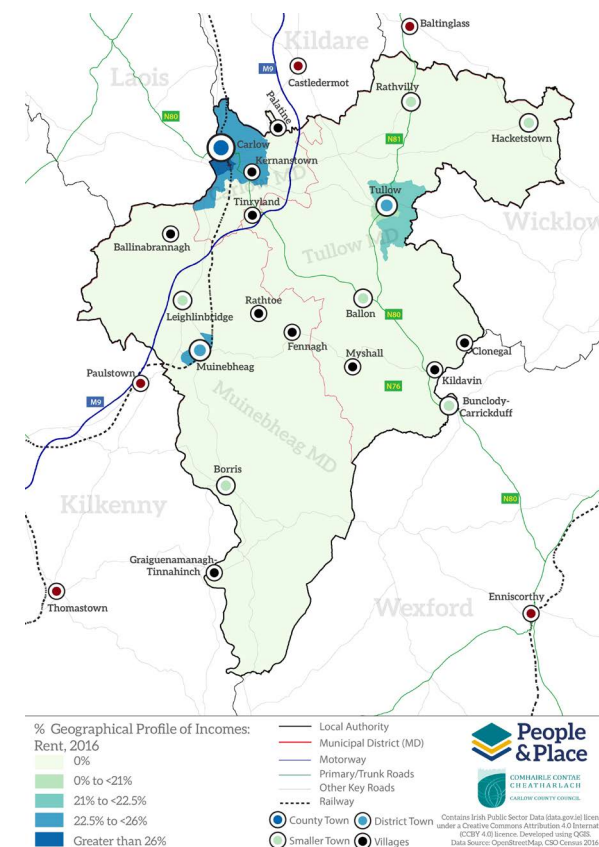 Baltinglass
Kildare
M9
Laois
Castledermot
Rathvilly
Palatine
N80
Hacketstown
N81
Carlow
Kernanstown
Tullow
Tinryland
Wicklow
Ballinabrannagh
Tullow MD
Leighlinbridge
Rathtoe
Ballon
N80
Fennagh
Clonegal
Myshall
Muinebheag
Paulstown
Kildavin
N76
M9
Bunclody-
Carrickduff
Muinebheag MD
Borris
N80
Kilkenny
Graiguenamanagh-
Tinnahinch
Thomastown
Wexford
Enniscorthy
% Geographical Profile of Incomes:
Rent, 2016
0%
0% to <21%
21% to <22.5%
22.5% to <26%
Greater than 26%
Local Authority
Municipal District (MD)
Motorway
Primary/Trunk Roads
Other Key Roads
Railway
County Town
District Town
Smaller Town
Villages
People
& Place
COMHAIRLE CONTAE
CHEATHARLACH
CARLOW COUNTY COUNCIL
Contains Irish Public Sector Data (data.gov.ie) licen
under a Creative Commons Attribution 4.0 Internat
(CCBY 4.0) licence. Developed using QGIS.
Data Source: OpenStreetMap, CSO Census 2016